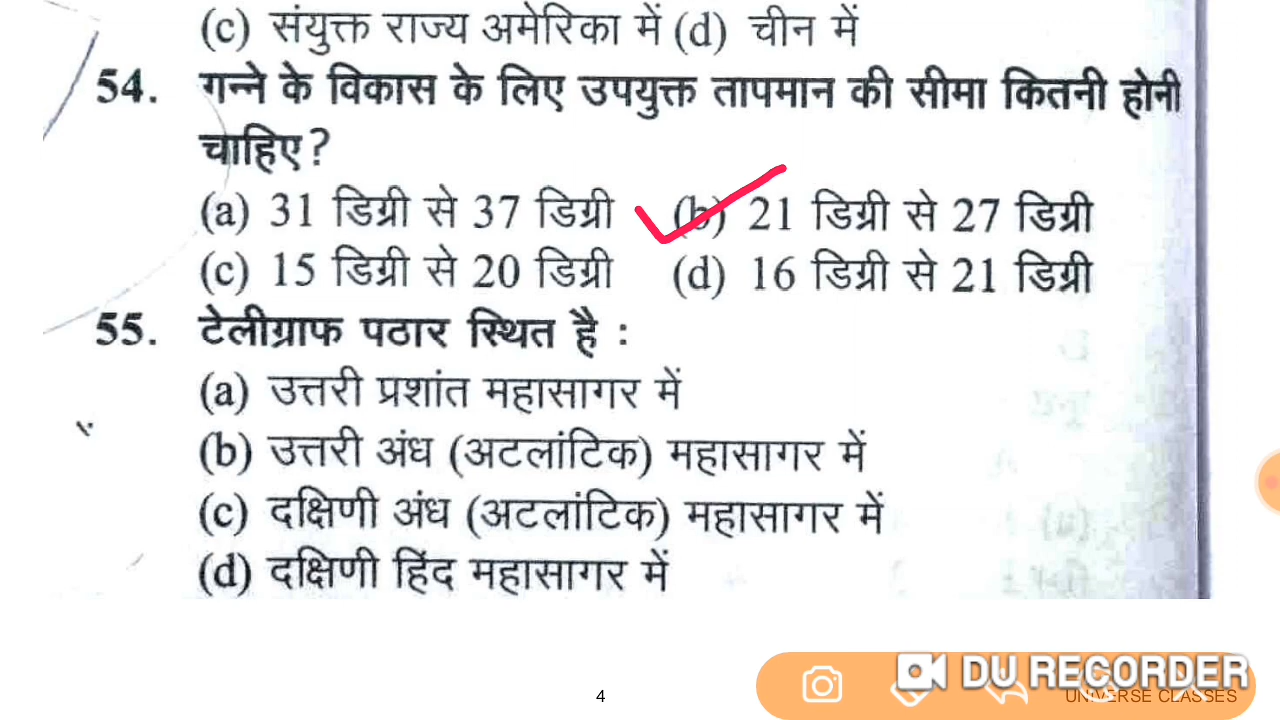 (c) संयुक्त राज्य अमेरिका में (d) चीन में
54. गन्ने के विकास के लिए उपयुक्त तापमान की सीमा कितनी होनी
चाहिए?
(a) 31 डिग्री से 37 डिग्री (b) 21 डिग्री से 27 डिग्री
(c) 15 डिग्री से 20 डिग्री (d) 16 डिग्री से 21 डिग्री
55. टेलीग्राफ पठार स्थित है :
(a) उत्तरी प्रशांत महासागर में
(b) उत्तरी अंध (अटलांटिक) महासागर में
(c) दक्षिणी अंध (अटलांटिक) महासागर में
(d) दक्षिणी हिंद महासागर में
DU RECORDER
4 UNIVERSE CLASSES